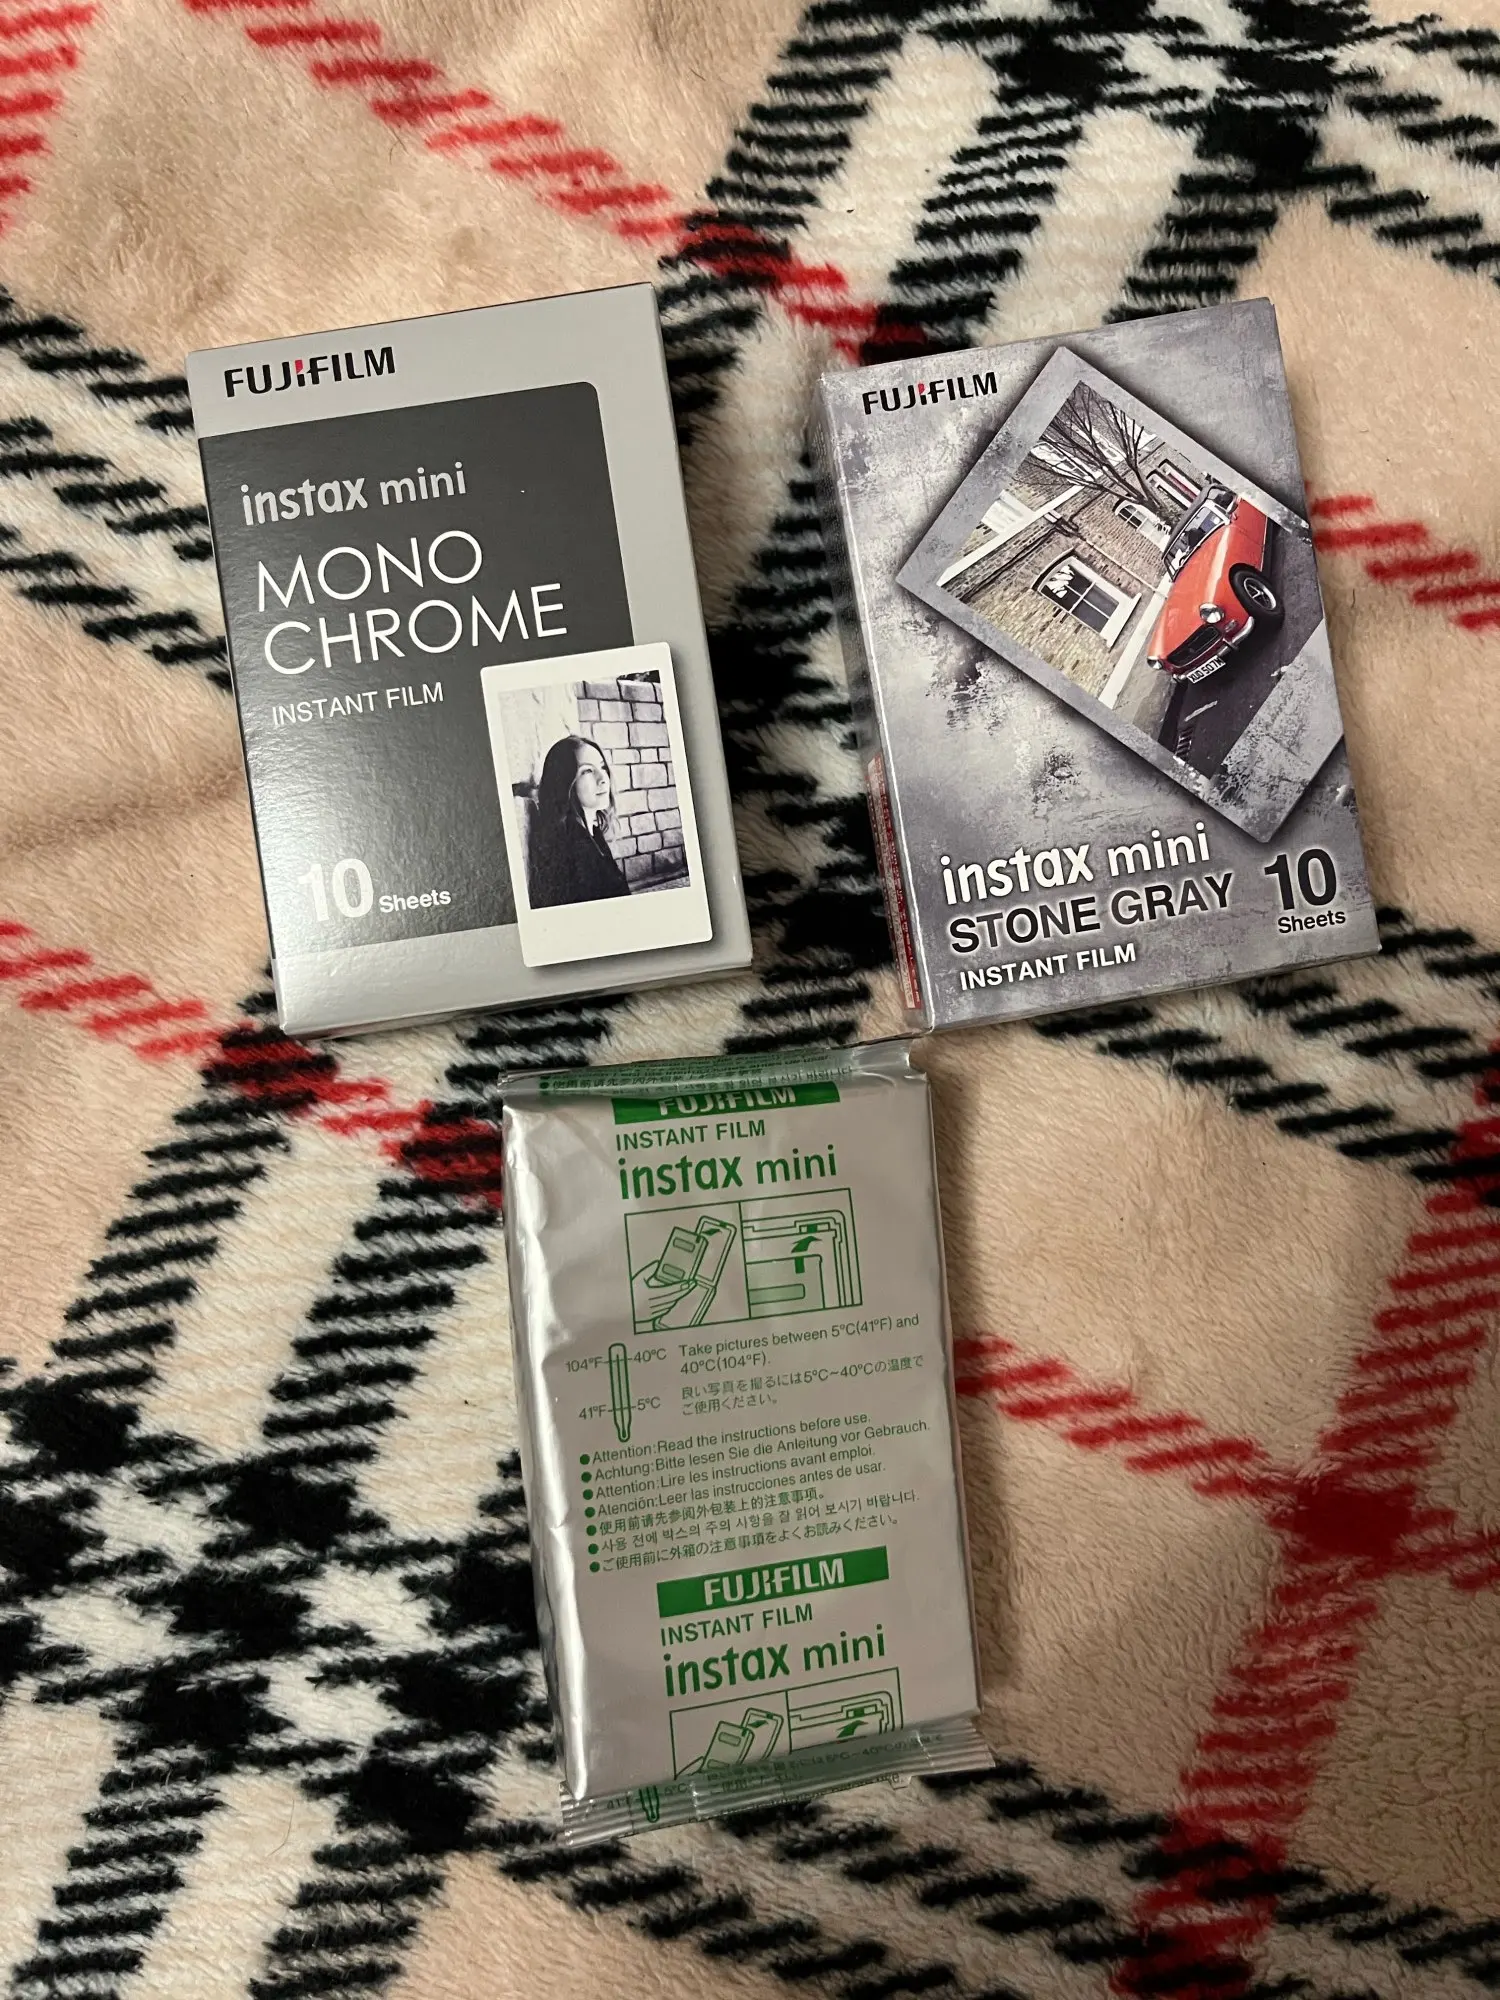 FUJIFILM
instax mini
MONO
CHROME
INSTANT FILM
10 Sheets
FUJIFILM
instax mini
STONE GRAY
INSTANT FILM
10
Sheets
FUJIFILM
INSTANT FILM
instax mini
104°F 40°C
41°F 5°C
Take pictures between 5°C(41°F) and
40°C(104°F).
良い写真を撮るには5°C~40°Cの温度で
ご使用ください。
●Attention:Read the instructions before use.
●Achtung:Bitte lesen Sie die Anleitung vor Gebrauch.
●Attention:Lire les instructions avant emploi.
●Atención:Leer las instrucciones antes de usar.
●使用前请先参阅外包装上的注意事项。
●사용 전에 박스의 주의 사항을 잘 읽어 보시기 바랍니다.
●ご使用前に外箱の注意事項をよくお読みください。
FUJIFILM
INSTANT FILM
instax mini